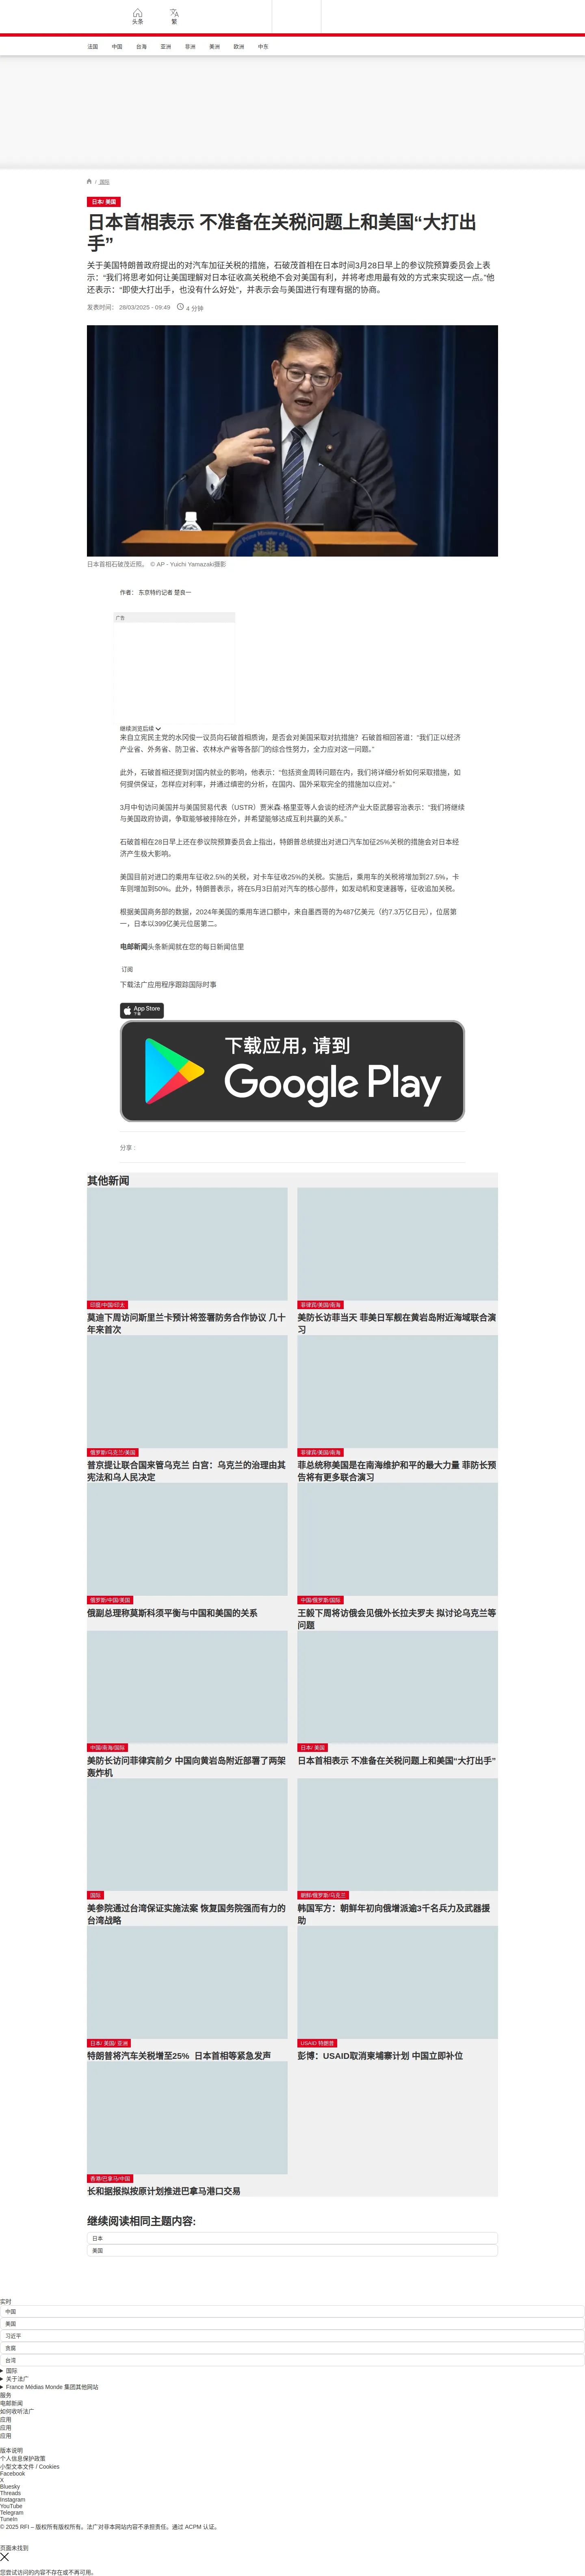 头条
繁
法国
中国
台海
亚洲
非洲
美洲
欧洲
中东
/ 国际
日本/ 美国
日本首相表示 不准备在关税问题上和美国“大打出
手”
关于美国特朗普政府提出的对汽车加征关税的措施，石破茂首相在日本时间3月28日早上的参议院预算委员会上表
示：“我们将思考如何让美国理解对日本征收高关税绝不会对美国有利，并将考虑用最有效的方式来实现这一点。”他
还表示：“即使大打出手，也没有什么好处”，并表示会与美国进行有理有据的协商。
发表时间： 28/03/2025 - 09:49
4 分钟
日本首相石破茂近照。 © AP - Yuichi Yamazaki摄影
作者： 东京特约记者 楚良一
广告
继续浏览后续
来自立宪民主党的水冈俊一议员向石破首相质询，是否会对美国采取对抗措施？石破首相回答道：“我们正以经济
产业省、外务省、防卫省、农林水产省等各部门的综合性努力，全力应对这一问题。”
此外，石破首相还提到对国内就业的影响，他表示：“包括资金周转问题在内，我们将详细分析如何采取措施，如
何提供保证，怎样应对利率，并通过缜密的分析，在国内、国外采取完全的措施加以应对。”
3月中旬访问美国并与美国贸易代表（USTR）贾米森·格里亚等人会谈的经济产业大臣武藤容治表示：“我们将继续
与美国政府协调，争取能够被排除在外，并希望能够达成互利共赢的关系。”
石破首相在28日早上还在参议院预算委员会上指出，特朗普总统提出对进口汽车加征25%关税的措施会对日本经
济产生极大影响。
美国目前对进口的乘用车征收2.5%的关税，对卡车征收25%的关税。实施后，乘用车的关税将增加到27.5%，卡
车则增加到50%。此外，特朗普表示，将在5月3日前对汽车的核心部件，如发动机和变速器等，征收追加关税。
根据美国商务部的数据，2024年美国的乘用车进口额中，来自墨西哥的为487亿美元（约7.3万亿日元），位居第
一，日本以399亿美元位居第二。
电邮新闻头条新闻就在您的每日新闻信里
订阅
下载法广应用程序跟踪国际时事
App Store
下载
下载应用，请到
Google Play
分享 :
其他新闻
印度/中国/印太
莫迪下周访问斯里兰卡预计将签署防务合作协议 几十
年来首次
菲律宾/美国/南海
美防长访菲当天 菲美日军舰在黄岩岛附近海域联合演
习
俄罗斯/乌克兰/美国
普京提让联合国来管乌克兰 白宫：乌克兰的治理由其
宪法和乌人民决定
菲律宾/美国/南海
菲总统称美国是在南海维护和平的最大力量 菲防长预
告将有更多联合演习
俄罗斯/中国/美国
俄副总理称莫斯科须平衡与中国和美国的关系
中国/俄罗斯/国际
王毅下周将访俄会见俄外长拉夫罗夫 拟讨论乌克兰等
问题
中国/南海/国际
美防长访问菲律宾前夕 中国向黄岩岛附近部署了两架
轰炸机
日本/ 美国
日本首相表示 不准备在关税问题上和美国“大打出手”
国际
美参院通过台湾保证实施法案 恢复国务院强而有力的
台湾战略
朝鲜/俄罗斯/乌克兰
韩国军方：朝鲜年初向俄增派逾3千名兵力及武器援
助
日本/ 美国/ 亚洲
特朗普将汽车关税增至25% 日本首相等紧急发声
USAID 特朗普
彭博：USAID取消柬埔寨计划 中国立即补位
香港/巴拿马/中国
长和据报拟按原计划推进巴拿马港口交易
继续阅读相同主题内容:
日本
美国
实时
中国
美国
习近平
贪腐
台湾
国际
关于法广
France Médias Monde 集团其他网站
服务
电邮新闻
如何收听法广
应用
应用
应用
版本说明
个人信息保护政策
小型文本文件 / Cookies
Facebook
X
Bluesky
Threads
Instagram
YouTube
Telegram
TuneIn
© 2025 RFI – 版权所有版权所有。法广对非本网站内容不承担责任。通过 ACPM 认证。
页面未找到
您尝试访问的内容不存在或不再可用。